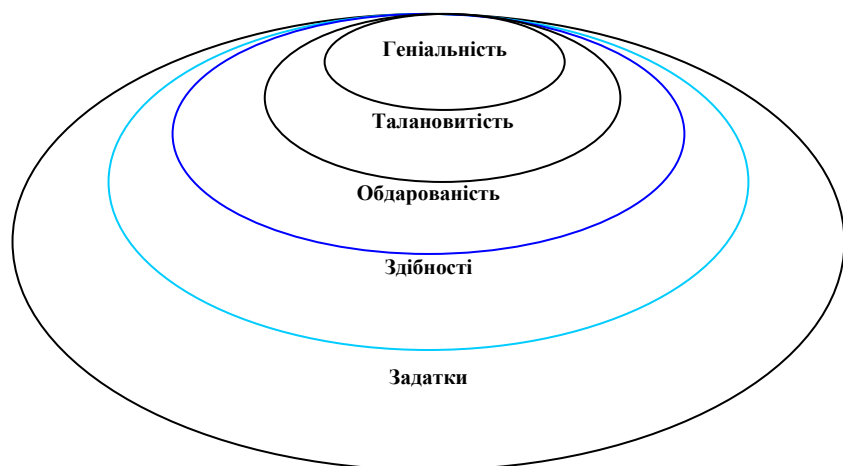 Геніальність
Талановитість
Обдарованість
Здібності
Задатки